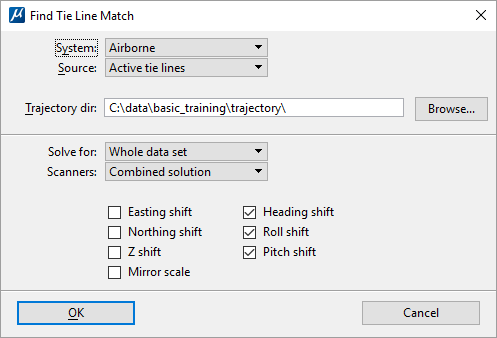 Find Tie Line Match
System: Airborne
Source: Active tie lines
Trajectory dir: C:\data\basic_training\trajectory\ Browse...
Solve for: Whole data set
Scanners: Combined solution
Easting shift Heading shift
Northing shift Roll shift
Z shift Pitch shift
Mirror scale
OK Cancel